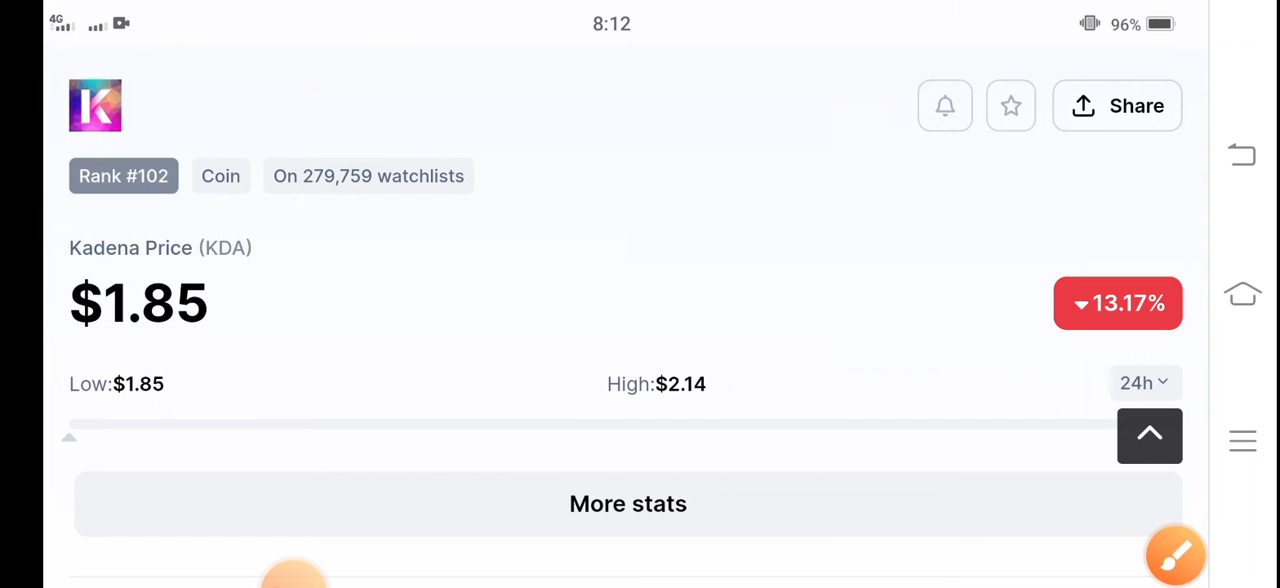 4G
8:12
96%
K
Share
Rank #102
Coin
On 279,759 watchlists
Kadena Price (KDA)
$1.85
13.17%
Low:$1.85
High:$2.14
24h
More stats